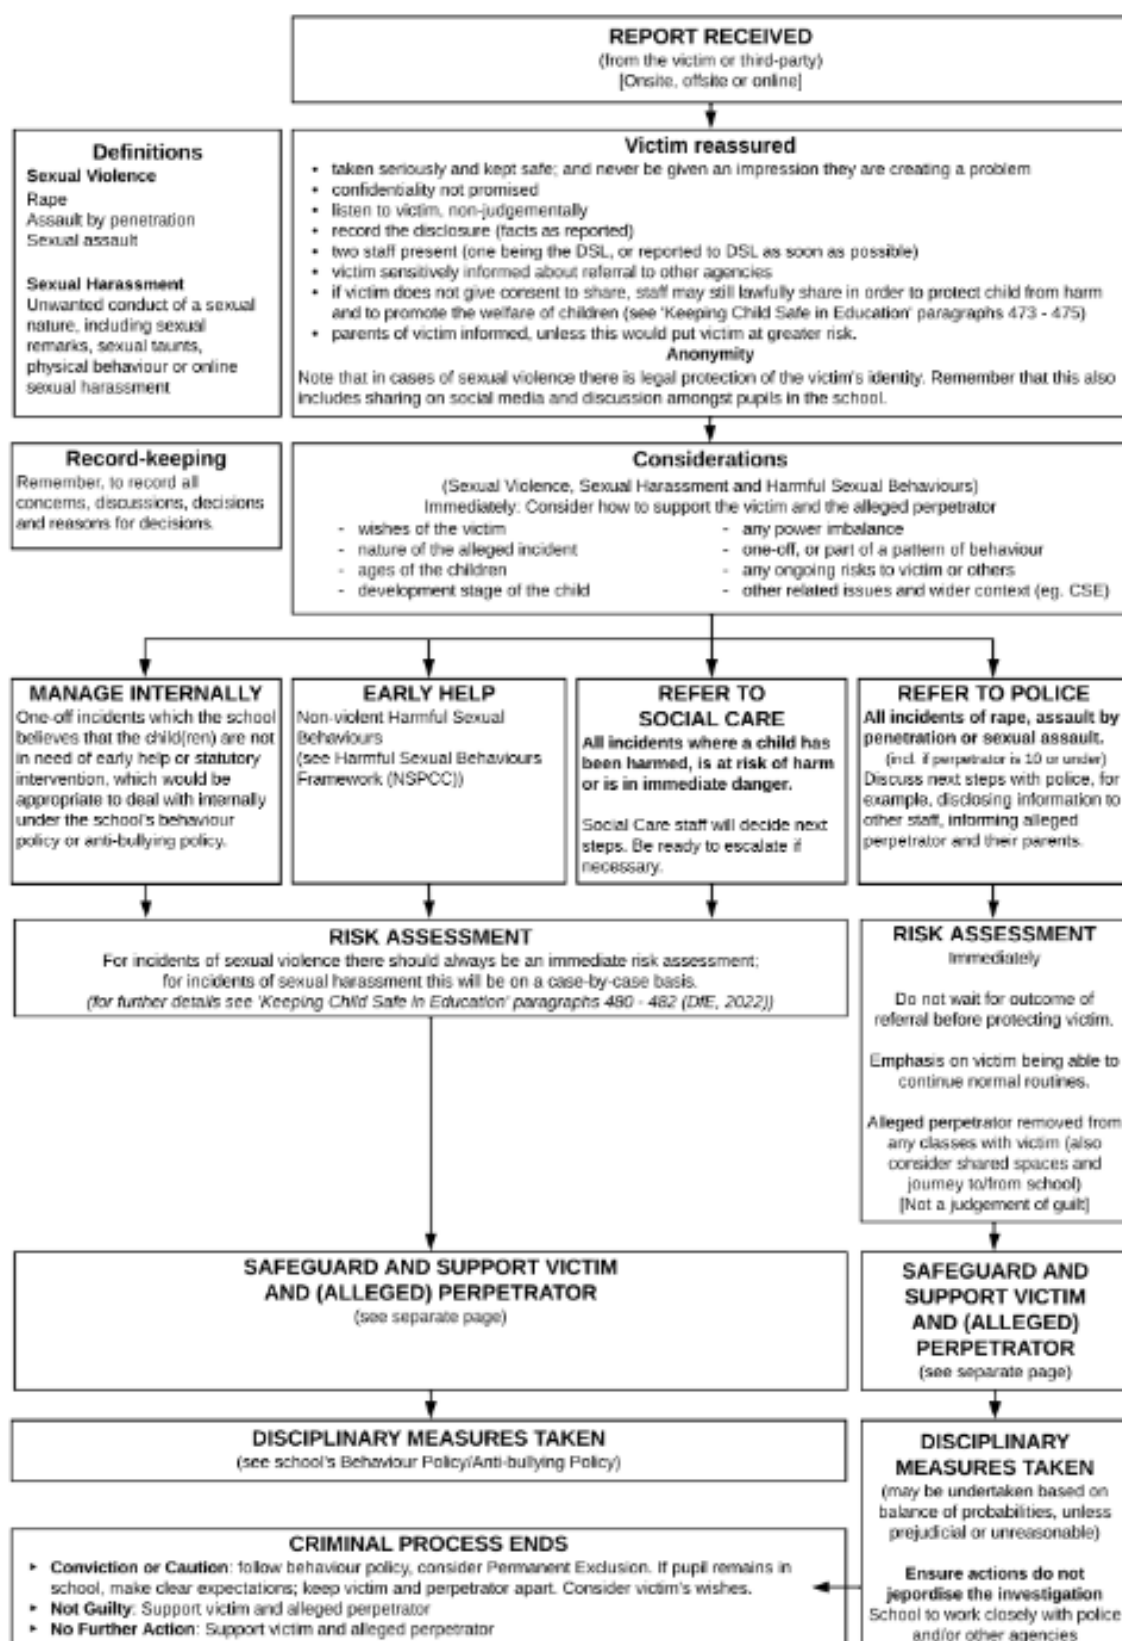 REPORT RECEIVED
(from the victim or third-party)
[Onsite, offsite or online]
Definitions
Sexual Violence
Rape
Assault by penetration
Sexual assault
Sexual Harassment
Unwanted conduct of a sexual
nature, including sexual
remarks, sexual taunts,
physical behaviour or online
sexual harassment
Victim reassured
• taken seriously and kept safe; and never be given an impression they are creating a problem
• confidentiality not promised
• listen to victim, non-judgementally
• record the disclosure (facts as reported)
• two staff present (one being the DSL, or reported to DSL as soon as possible)
• victim sensitively informed about referral to other agencies
• if victim does not give consent to share, staff may still lawfully share in order to protect child from harm
and to promote the welfare of children (see 'Keeping Child Safe in Education' paragraphs 473 - 475)
• parents of victim informed, unless this would put victim at greater risk.
Anonymity
Note that in cases of sexual violence there is legal protection of the victim's identity. Remember that this also
includes sharing on social media and discussion amongst pupils in the school.
Record-keeping
Remember, to record all
concerns, discussions, decisions
and reasons for decisions.
Considerations
(Sexual Violence, Sexual Harassment and Harmful Sexual Behaviours)
Immediately: Consider how to support the victim and the alleged perpetrator
- wishes of the victim
- nature of the alleged incident
- ages of the children
- development stage of the child
- any power imbalance
- one-off, or part of a pattern of behaviour
- any ongoing risks to victim or others
- other related issues and wider context (eg. CSE)
MANAGE INTERNALLY
One-off incidents which the school
believes that the child(ren) are not
in need of early help or statutory
intervention, which would be
appropriate to deal with internally
under the school's behaviour
policy or anti-bullying policy.
EARLY HELP
Non-violent Harmful Sexual
Behaviours
(see Harmful Sexual Behaviours
Framework (NSPCC))
REFER TO
SOCIAL CARE
All incidents where a child has
been harmed, is at risk of harm
or is in immediate danger.
Social Care staff will decide next
steps. Be ready to escalate if
necessary.
REFER TO POLICE
All incidents of rape, assault by
penetration or sexual assault.
(incl. if perpetrator is 10 or under)
Discuss next steps with police, for
example, disclosing information to
other staff, informing alleged
perpetrator and their parents.
RISK ASSESSMENT
For incidents of sexual violence there should always be an immediate risk assessment;
for incidents of sexual harassment this will be on a case-by-case basis.
(for further details see 'Keeping Child Safe in Education' paragraphs 480 - 482 (DfE, 2022))
RISK ASSESSMENT
Immediately
Do not wait for outcome of
referral before protecting victim.
Emphasis on victim being able to
continue normal routines.
Alleged perpetrator removed from
any classes with victim (also
consider shared spaces and
journey to/from school)
[Not a judgement of guilt]
SAFEGUARD AND SUPPORT VICTIM
AND (ALLEGED) PERPETRATOR
(see separate page)
SAFEGUARD AND
SUPPORT VICTIM
AND (ALLEGED)
PERPETRATOR
(see separate page)
DISCIPLINARY MEASURES TAKEN
(see school's Behaviour Policy/Anti-bullying Policy)
DISCIPLINARY
MEASURES TAKEN
(may be undertaken based on
balance of probabilities, unless
prejudicial or unreasonable)
Ensure actions do not
jepordise the investigation
School to work closely with police
and/or other agencies
CRIMINAL PROCESS ENDS
▸ Conviction or Caution: follow behaviour policy, consider Permanent Exclusion. If pupil remains in
school, make clear expectations; keep victim and perpetrator apart. Consider victim's wishes.
▸ Not Guilty: Support victim and alleged perpetrator
▸ No Further Action: Support victim and alleged perpetrator